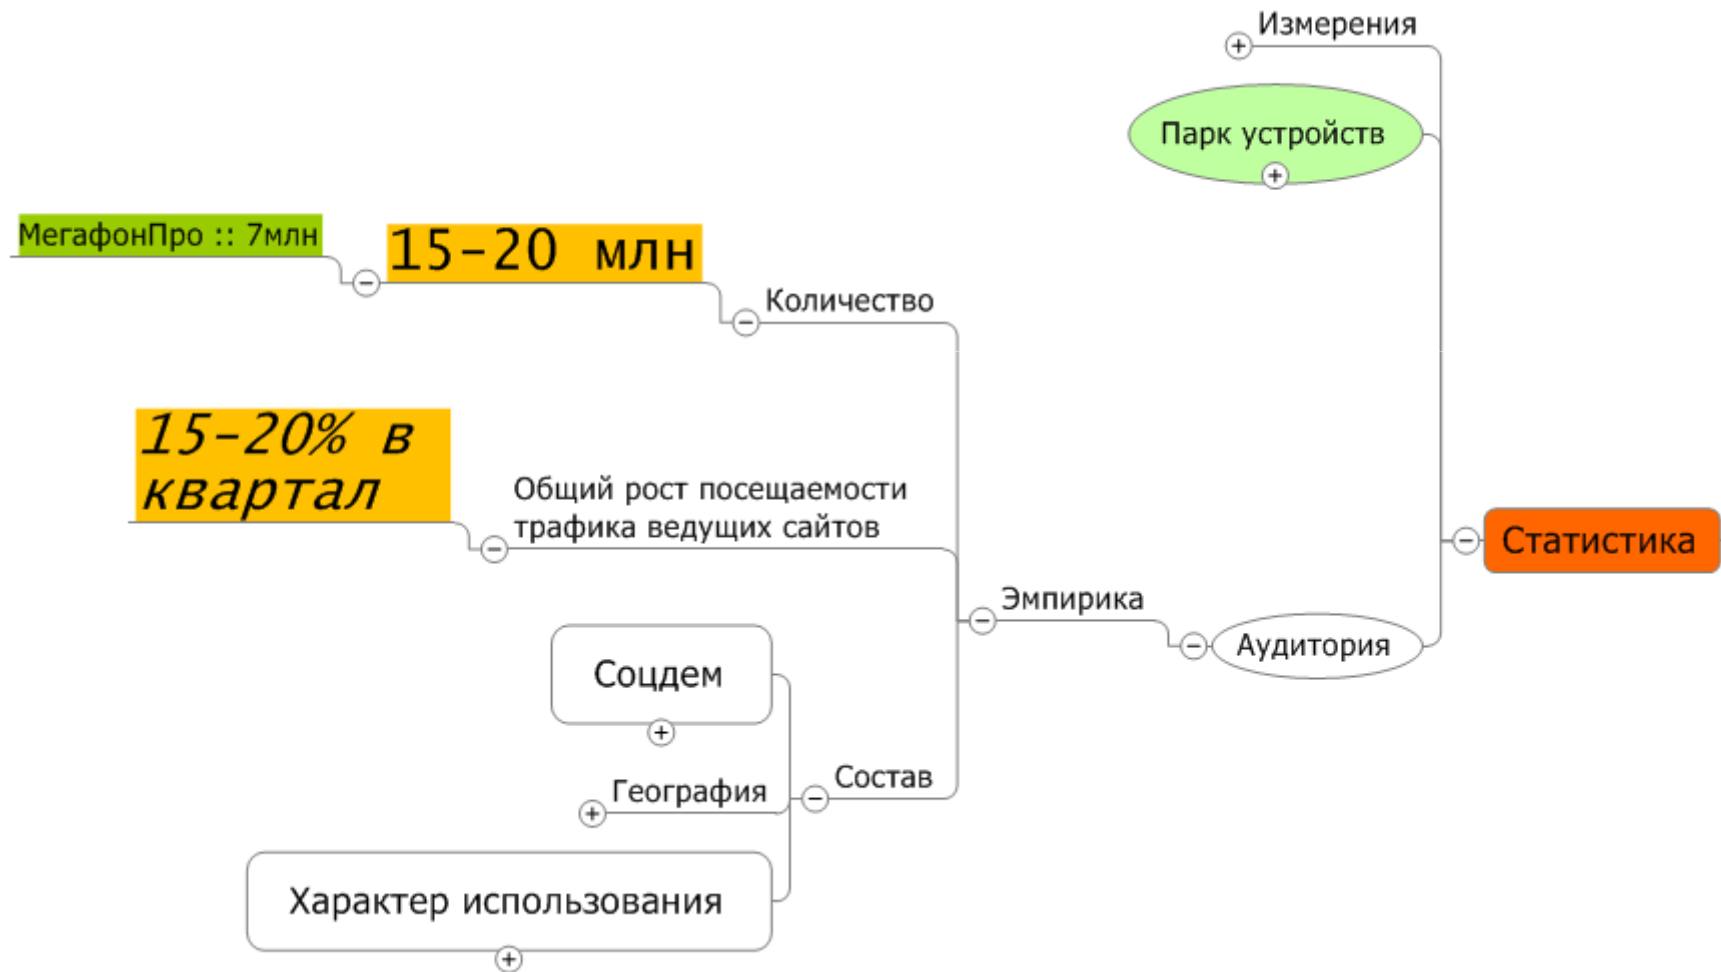 Измерения
Парк устройств
МегафонПро :: 7млн
15-20 млн
Количество
15-20% в
квартал
Общий рост посещаемости
трафика ведущих сайтов
Статистика
Эмпирика
Аудитория
Соцдем
География
Состав
Характер использования